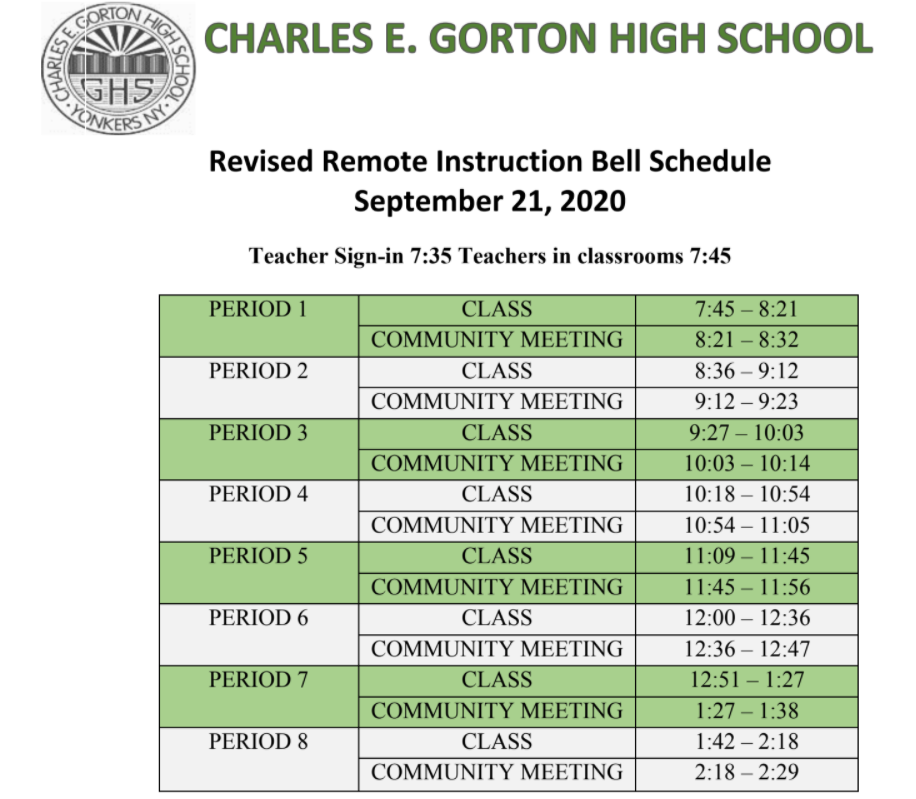 CHARLES E. GORTON HIGH SCHOOL
GHS
YONKERS NY
CHARLES E. GORTON HIGH SCHOOL
Revised Remote Instruction Bell Schedule
September 21, 2020
Teacher Sign-in 7:35 Teachers in classrooms 7:45
PERIOD 1 CLASS 7:45 – 8:21
COMMUNITY MEETING 8:21 – 8:32
PERIOD 2 CLASS 8:36 – 9:12
COMMUNITY MEETING 9:12 – 9:23
PERIOD 3 CLASS 9:27 – 10:03
COMMUNITY MEETING 10:03 – 10:14
PERIOD 4 CLASS 10:18 – 10:54
COMMUNITY MEETING 10:54 – 11:05
PERIOD 5 CLASS 11:09 – 11:45
COMMUNITY MEETING 11:45 – 11:56
PERIOD 6 CLASS 12:00 – 12:36
COMMUNITY MEETING 12:36 – 12:47
PERIOD 7 CLASS 12:51 – 1:27
COMMUNITY MEETING 1:27 – 1:38
PERIOD 8 CLASS 1:42 – 2:18
COMMUNITY MEETING 2:18 – 2:29